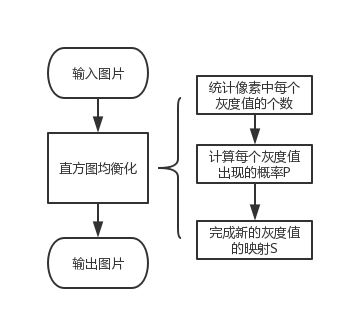 输入图片
直方图均衡化
输出图片
统计像素中每个
灰度值的个数
计算每个灰度值
出现的概率P
完成新的灰度值
的映射S